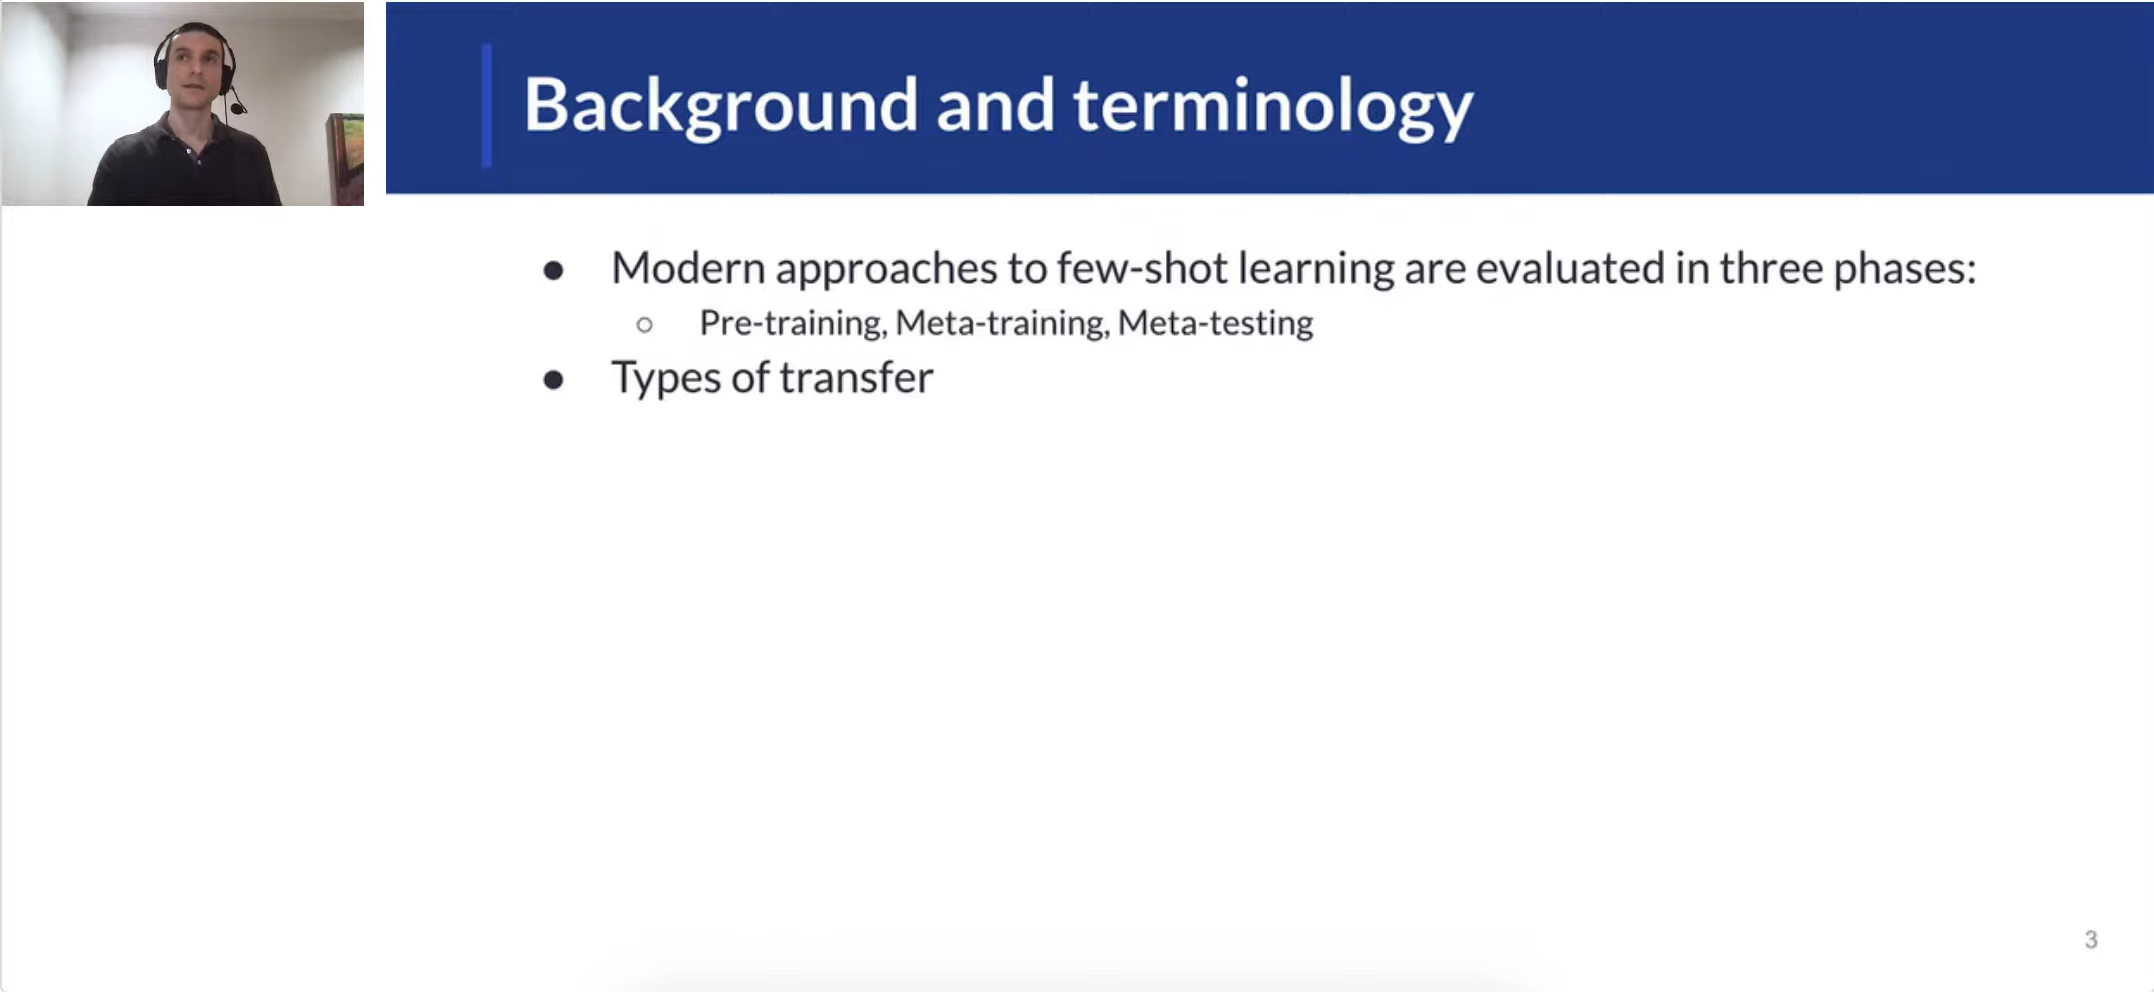 Background and terminology
● Modern approaches to few-shot learning are evaluated in three phases:
○ Pre-training, Meta-training, Meta-testing
● Types of transfer
3